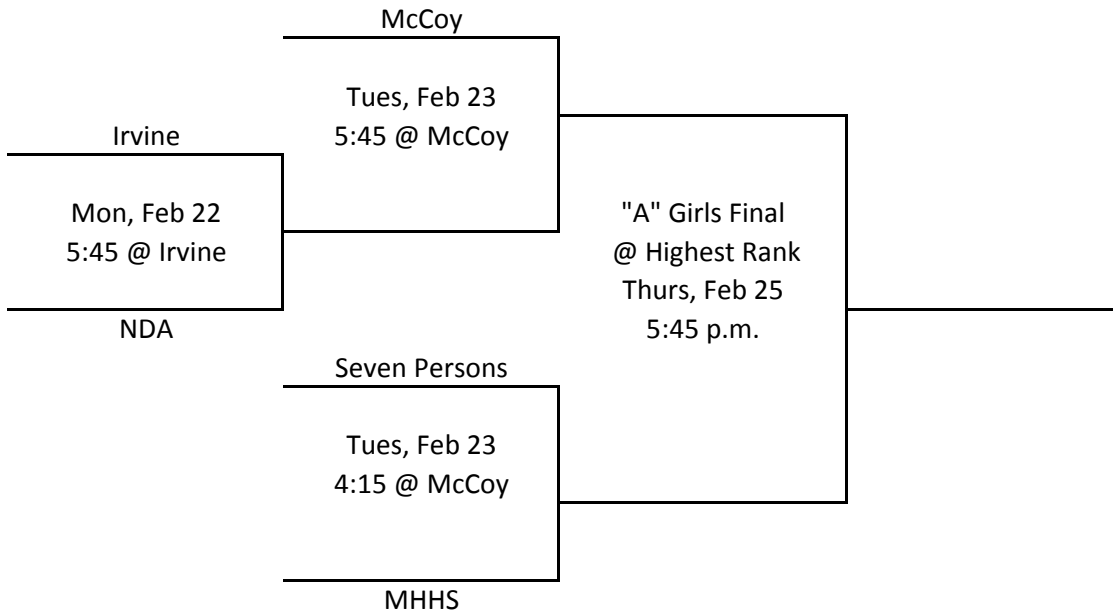 McCoy
Tues, Feb 23
5:45 @ McCoy
Irvine
Mon, Feb 22
5:45 @ Irvine
NDA
"A" Girls Final
@ Highest Rank
Thurs, Feb 25
5:45 p.m.
Seven Persons
Tues, Feb 23
4:15 @ McCoy
MHHS